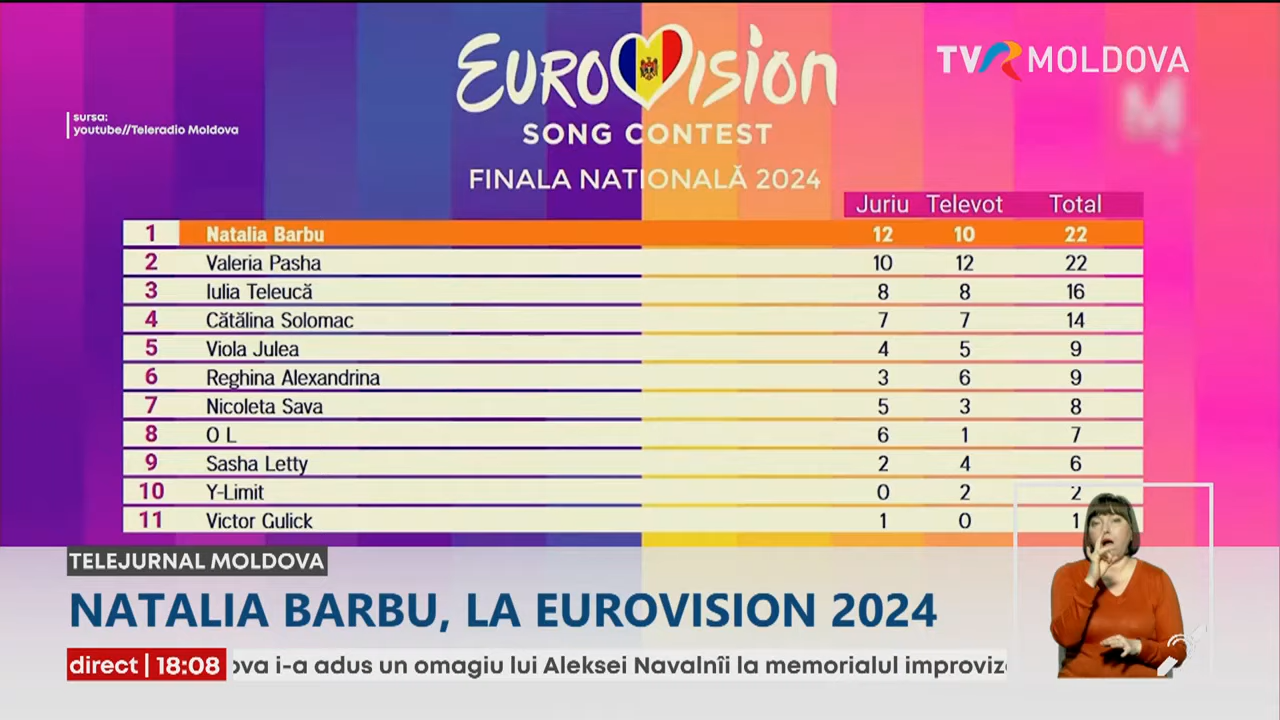 EUROVISION
SONG CONTEST
FINALA NAȚIONALĂ 2024
TVR MOLDOVA
sursa:
youtube//Teleradio Moldova
Juriu Televot Total
1 Natalia Barbu 12 10 22
2 Valeria Pasha 10 12 22
3 Iulia Teleucă 8 8 16
4 Cătălina Solomac 7 7 14
5 Viola Julea 4 5 9
6 Reghina Alexandrina 3 6 9
7 Nicoleta Sava 5 3 8
8 O L 6 1 7
9 Sasha Letty 2 4 6
10 Y-Limit 0 2 2
11 Victor Gulick 1 0 1
TELEJURNAL MOLDOVA
NATALIA BARBU, LA EUROVISION 2024
direct | 18:08 ova i-a adus un omagiu lui Aleksei Navalnîi la memorialul improviz